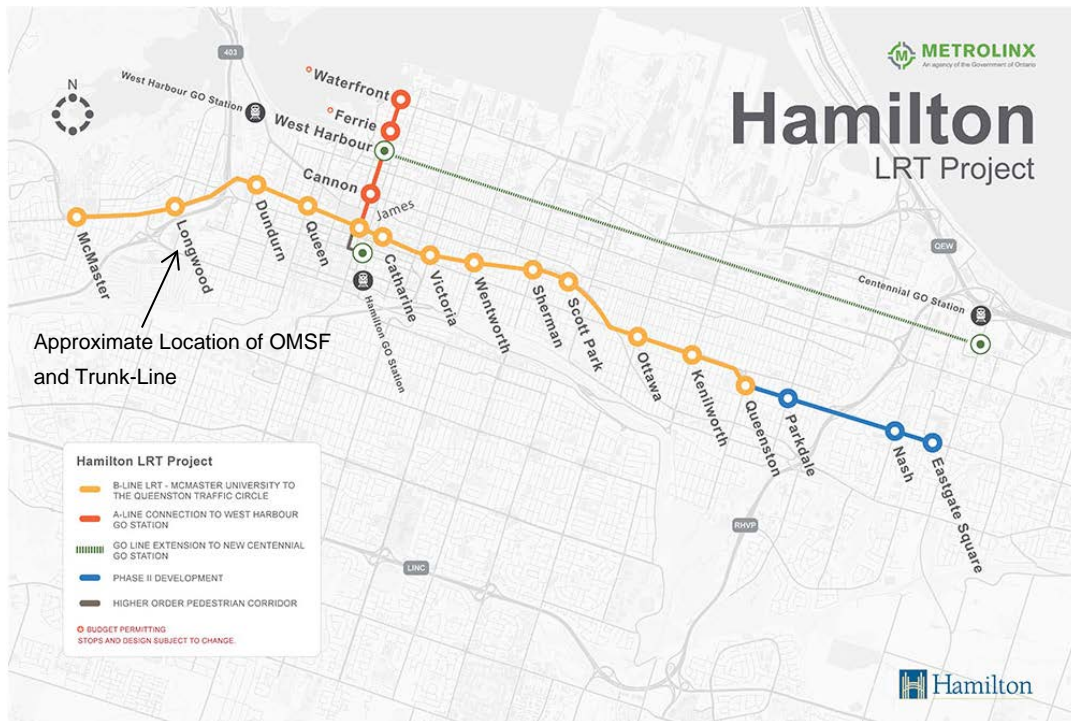 METROLINX
An agency of the Government of Ontario
Hamilton
LRT Project
N
403
West Harbour GO Station
Waterfront
Ferrie
West Harbour
Cannon
James
McMaster
Longwood
Dundurn
Queen
Catharine
Hamilton GO Station
Victoria
Wentworth
Sherman
Scott Park
Ottawa
Kenilworth
Queenston
Parkdale
Nash
Eastgate Square
QEW
Centennial GO Station
RHVP
LINC
Approximate Location of OMSF
and Trunk-Line
Hamilton LRT Project
B-LINE LRT - MCMASTER UNIVERSITY TO
THE QUEENSTON TRAFFIC CIRCLE
A-LINE CONNECTION TO WEST HARBOUR
GO STATION
GO LINE EXTENSION TO NEW CENTENNIAL
GO STATION
PHASE II DEVELOPMENT
HIGHER ORDER PEDESTRIAN CORRIDOR
BUDGET PERMITTING
STOPS AND DESIGN SUBJECT TO CHANGE.
Hamilton